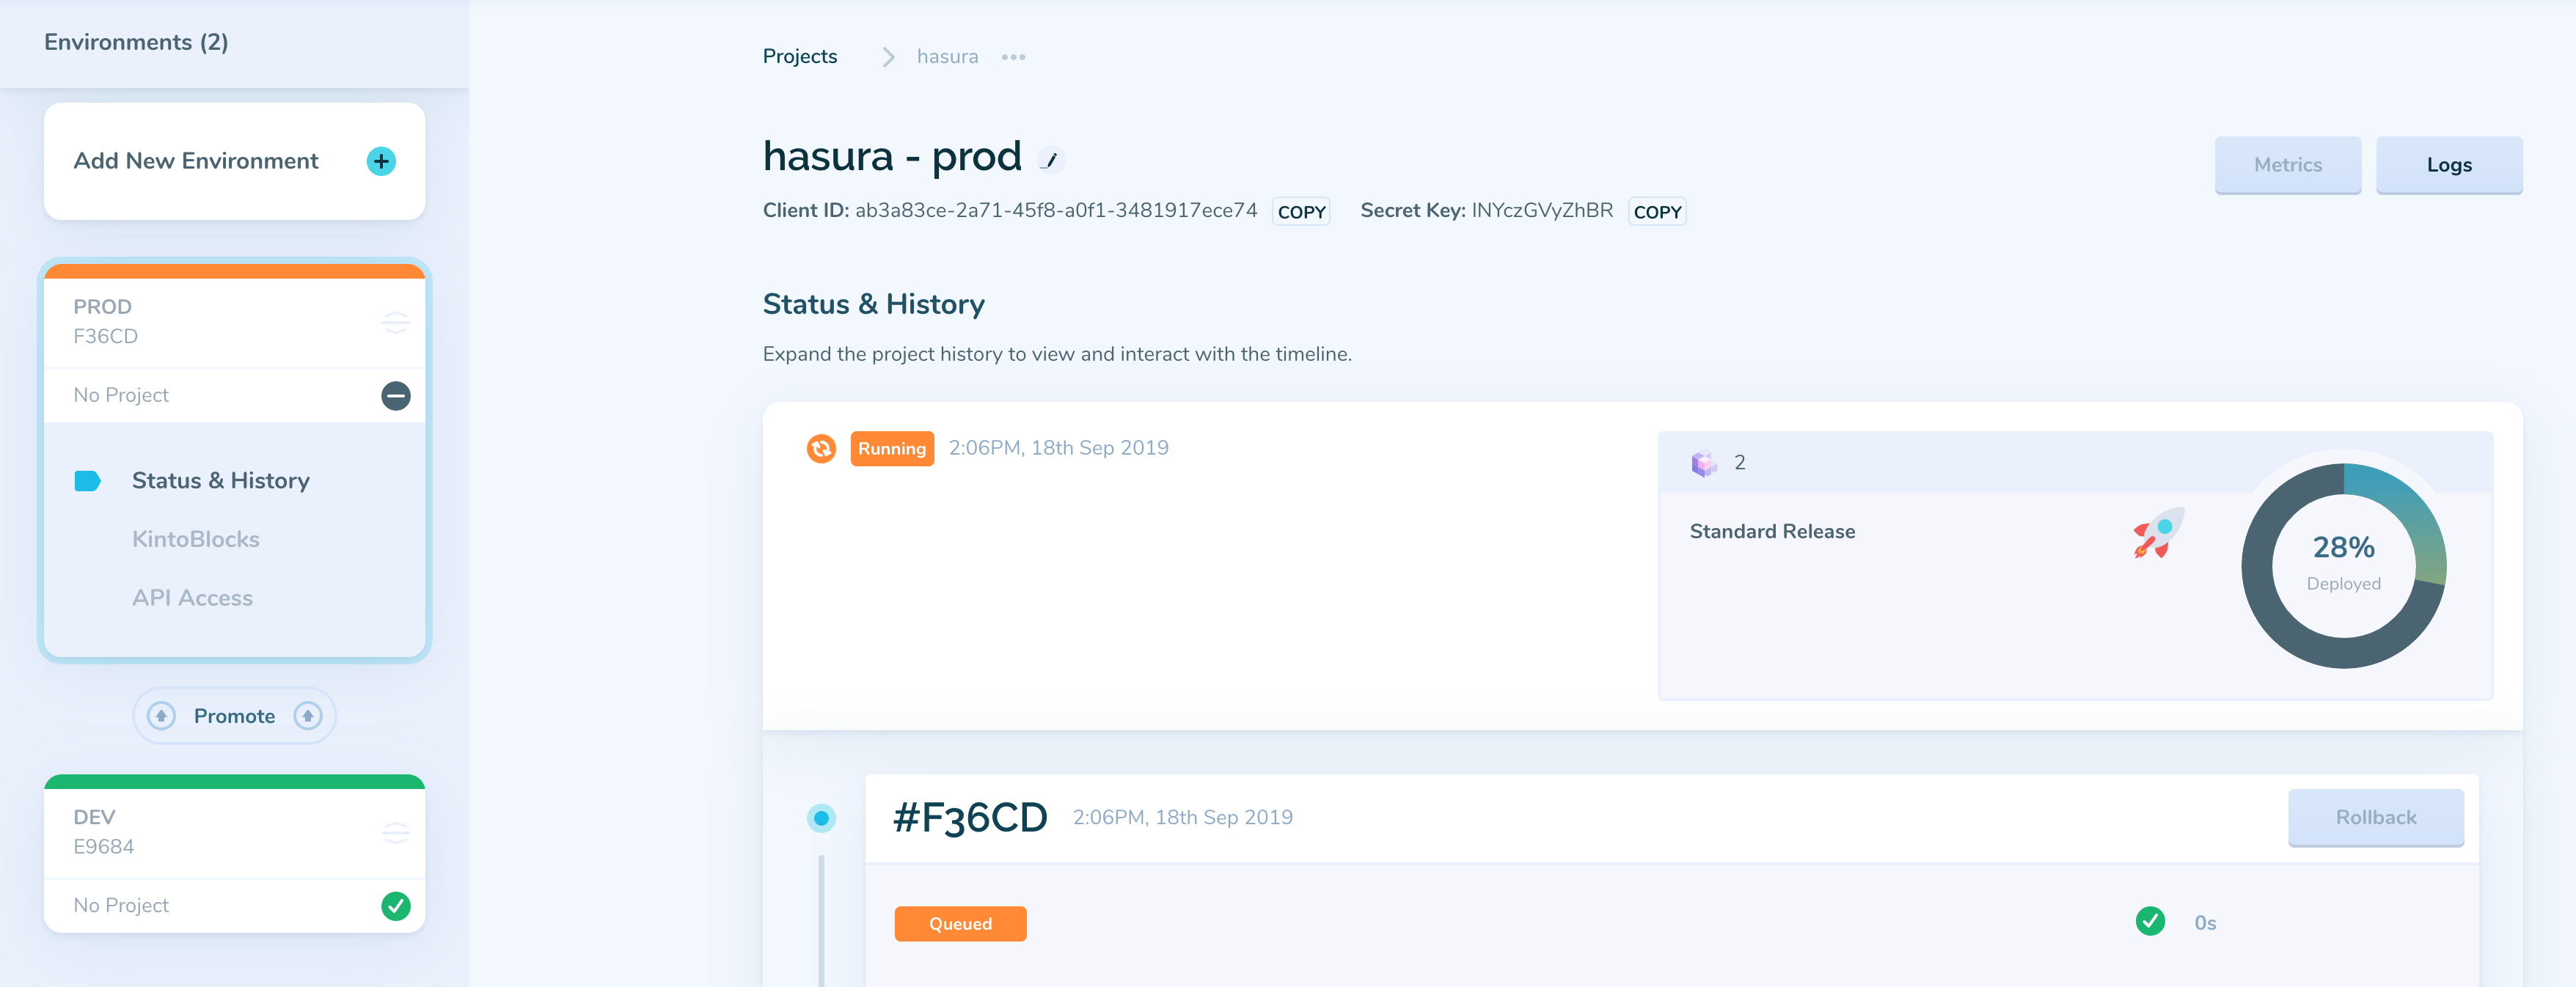 Environments (2)
Add New Environment
PROD
F36CD
No Project
Status & History
KintoBlocks
API Access
Promote
DEV
E9684
No Project
Projects
hasura
hasura - prod
Metrics
Logs
Client ID: ab3a83ce-2a71-45f8-a0f1-3481917ece74 COPY Secret Key: INYczGVyZhBR COPY
Status & History
Expand the project history to view and interact with the timeline.
Running 2:06PM, 18th Sep 2019
2
Standard Release
28%
Deployed
#F36CD 2:06PM, 18th Sep 2019
Rollback
Queued
0s